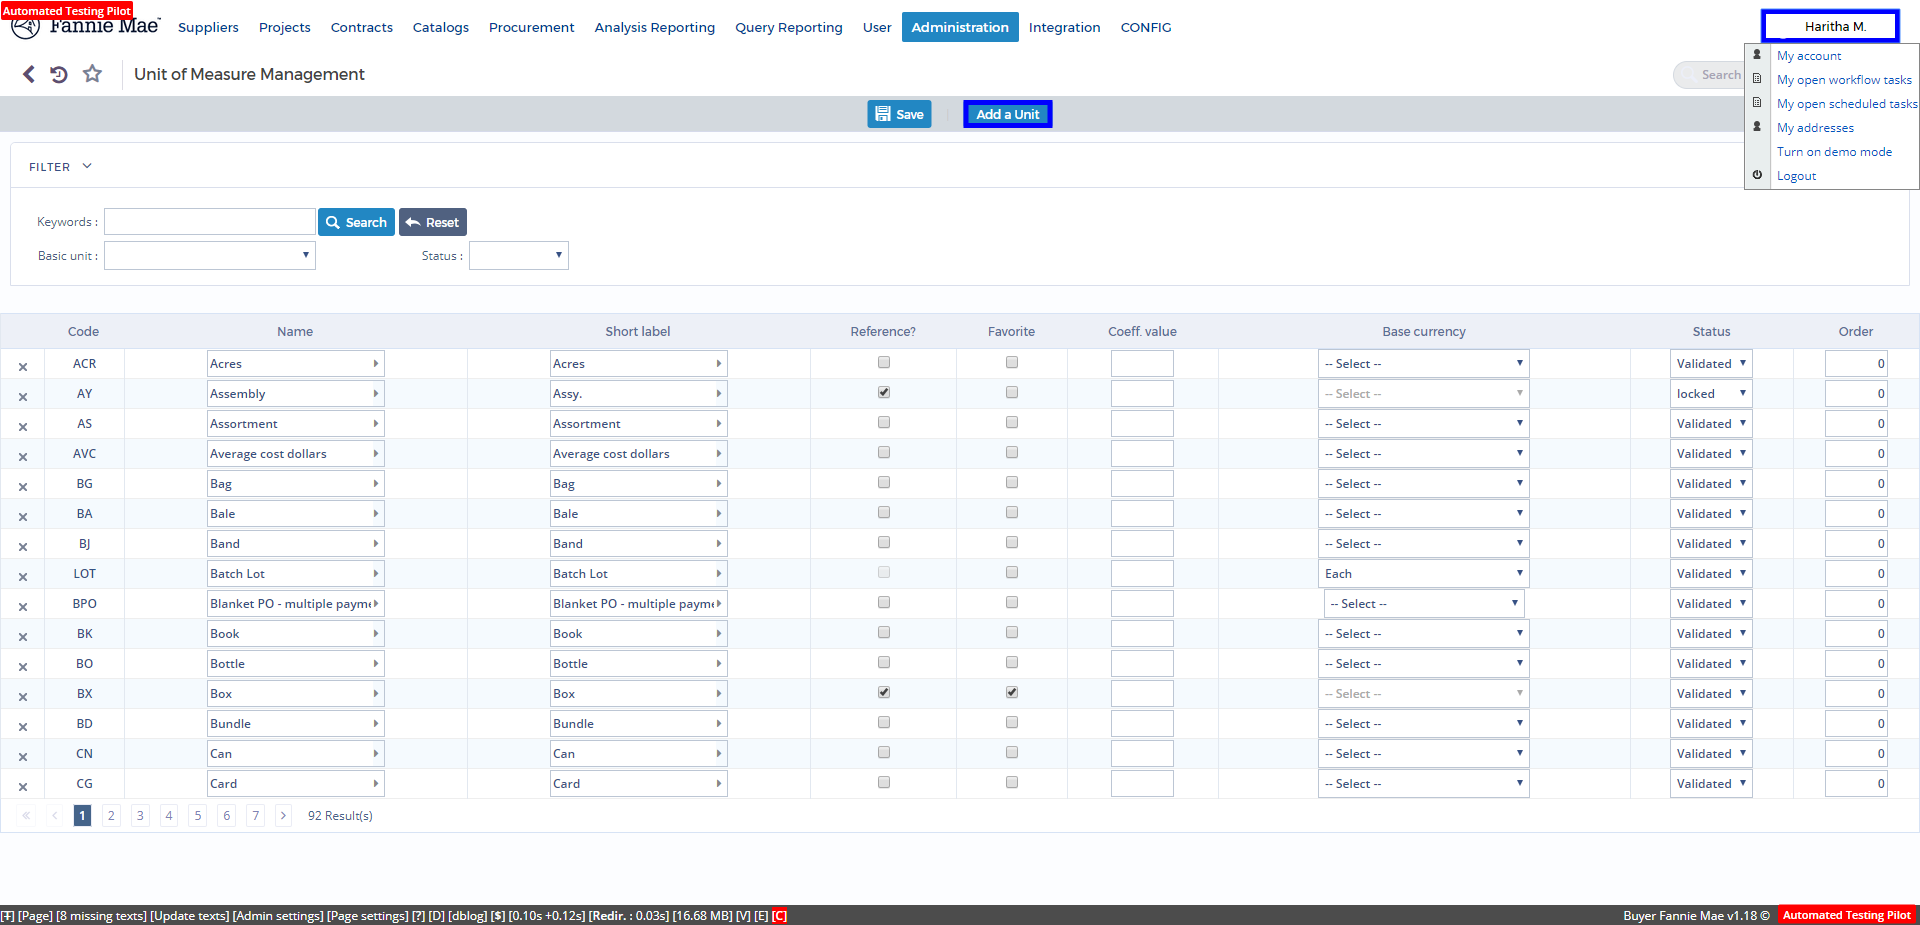 Automated Testing Pilot
Fannie Mae Suppliers Projects Contracts Catalogs Procurement Analysis Reporting Query Reporting User Administration Integration CONFIG Haritha M.
Unit of Measure Management Search
My account
My open workflow tasks
My open scheduled tasks
My addresses
Turn on demo mode
Logout
Save Add a Unit
FILTER
Keywords : Search Reset
Basic unit : Status :
Code Name Short label Reference? Favorite Coeff. value Base currency Status Order
ACR Acres Acres -- Select -- Validated 0
AY Assembly Assy. -- Select -- locked 0
AS Assortment Assortment -- Select -- Validated 0
AVC Average cost dollars Average cost dollars -- Select -- Validated 0
BG Bag Bag -- Select -- Validated 0
BA Bale Bale -- Select -- Validated 0
BJ Band Band -- Select -- Validated 0
LOT Batch Lot Batch Lot Each Validated 0
BPO Blanket PO - multiple payme Blanket PO - multiple payme -- Select -- Validated 0
BK Book Book -- Select -- Validated 0
BO Bottle Bottle -- Select -- Validated 0
BX Box Box -- Select -- Validated 0
BD Bundle Bundle -- Select -- Validated 0
CN Can Can -- Select -- Validated 0
CG Card Card -- Select -- Validated 0
« < 1 2 3 4 5 6 7 > 92 Result(s)
[T] [Page] [8 missing texts] [Update texts] [Admin settings] [Page settings] [?] [D] [dblog] [$] [0.10s +0.12s] [Redir. : 0.03s] [16.68 MB] [V] [E] [C] Buyer Fannie Mae v1.18 © Automated Testing Pilot